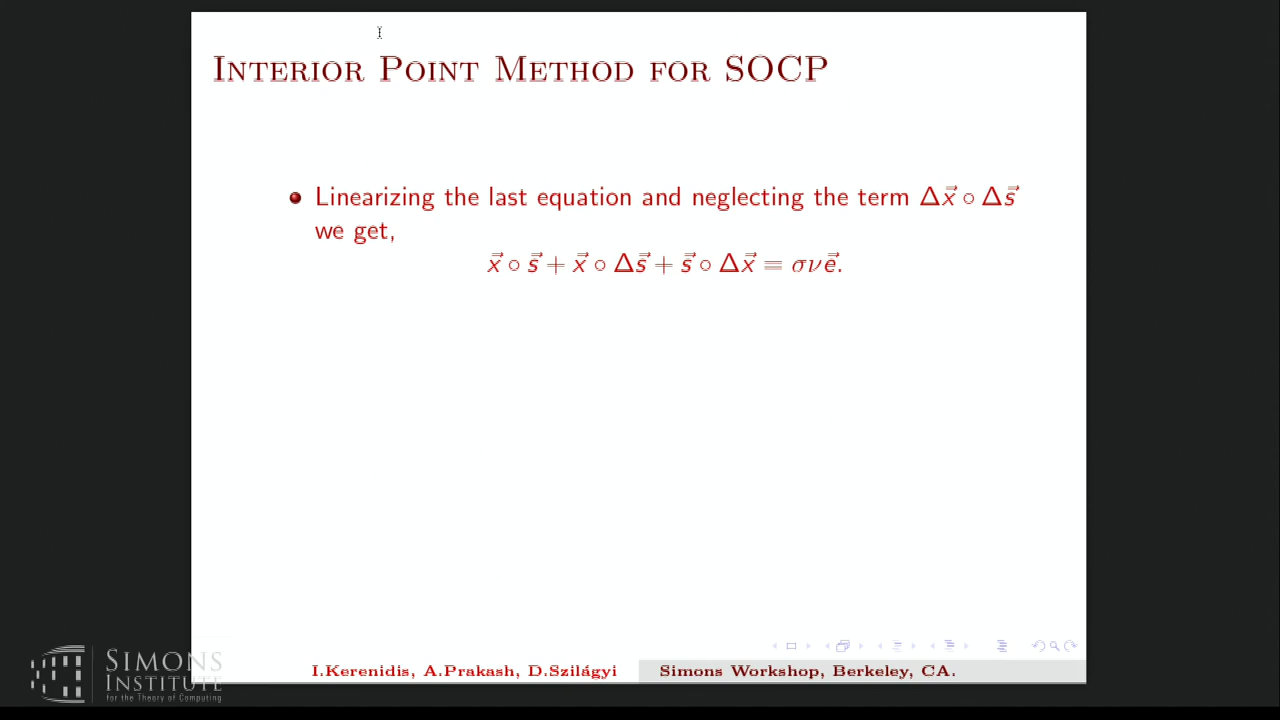 Interior Point Method for SOCP
Linearizing the last equation and neglecting the term Δx⃗ ∘ Δs⃗
we get,
x⃗ ∘ s⃗ + x⃗ ∘ Δs⃗ + s⃗ ∘ Δx⃗ = σνe⃗.
I.Kerenidis, A.Prakash, D.Szilágyi
Simons Workshop, Berkeley, CA.
SIMONS
INSTITUTE
for the Theory of Computing